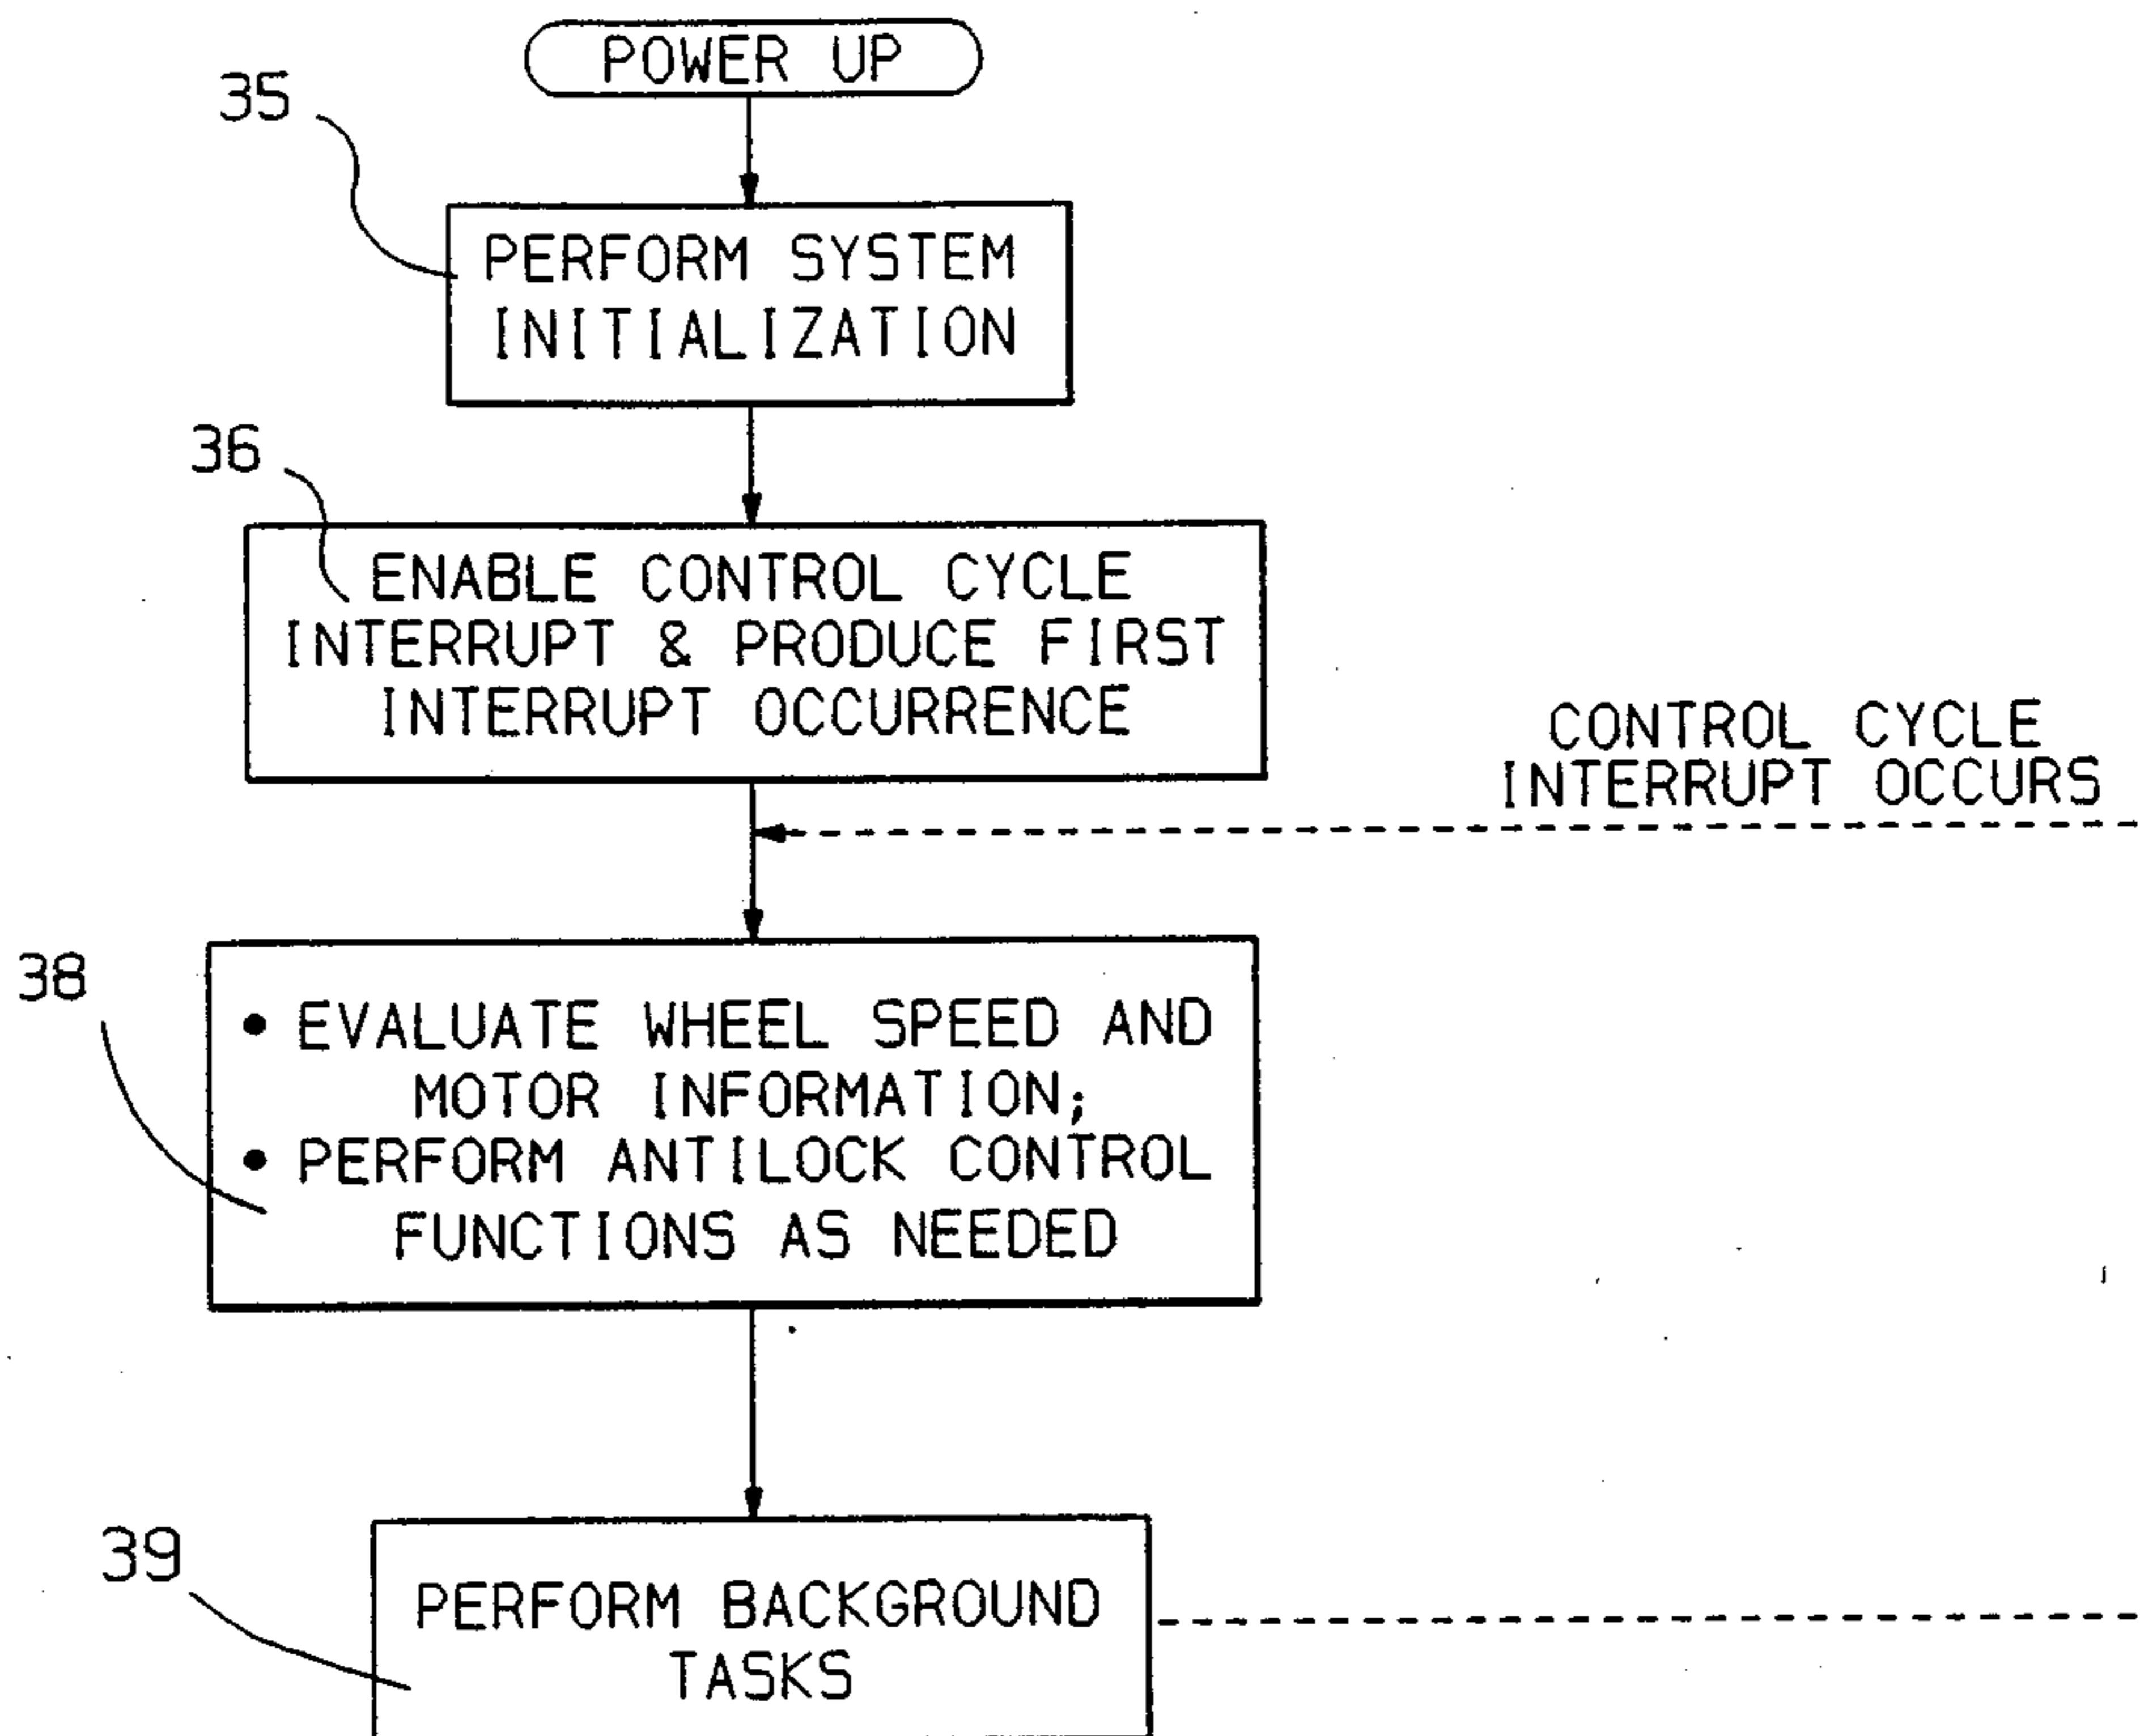 POWER UP
35
PERFORM SYSTEM
INITIALIZATION
36
ENABLE CONTROL CYCLE
INTERRUPT & PRODUCE FIRST
INTERRUPT OCCURRENCE
CONTROL CYCLE
INTERRUPT OCCURS
38
• EVALUATE WHEEL SPEED AND
MOTOR INFORMATION;
• PERFORM ANTILOCK CONTROL
FUNCTIONS AS NEEDED
39
PERFORM BACKGROUND
TASKS